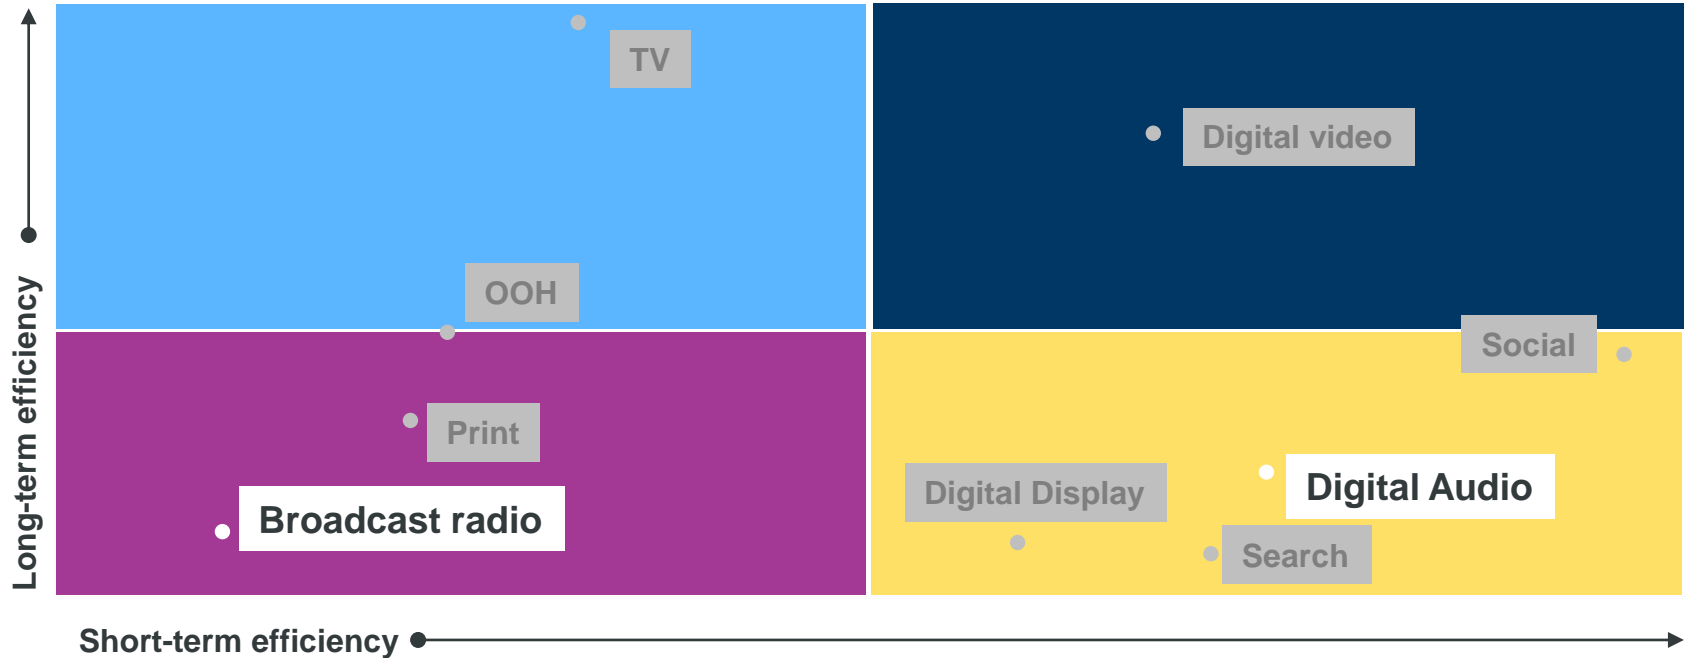 TV
Digital video
OOH
Social
Print
Digital Display
Digital Audio
Broadcast radio
Search
Long-term efficiency
Short-term efficiency